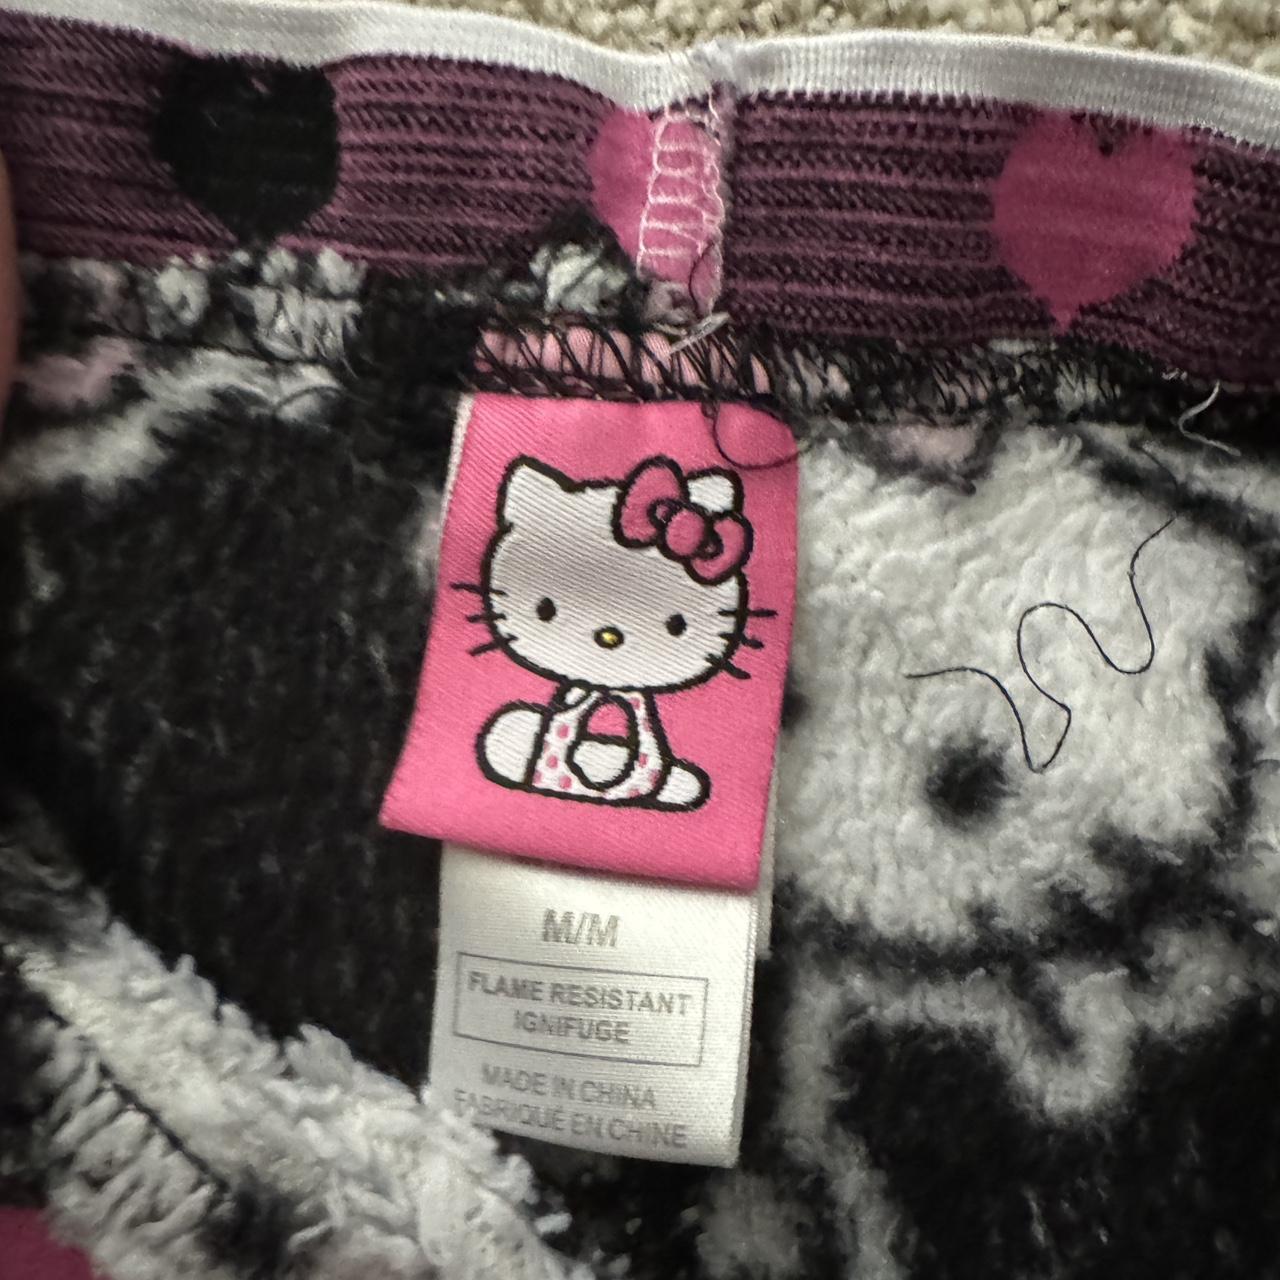 M/M
FLAME RESISTANT
IGNIFUGE
MADE IN CHINA
FABRIQUÉ EN CHINE